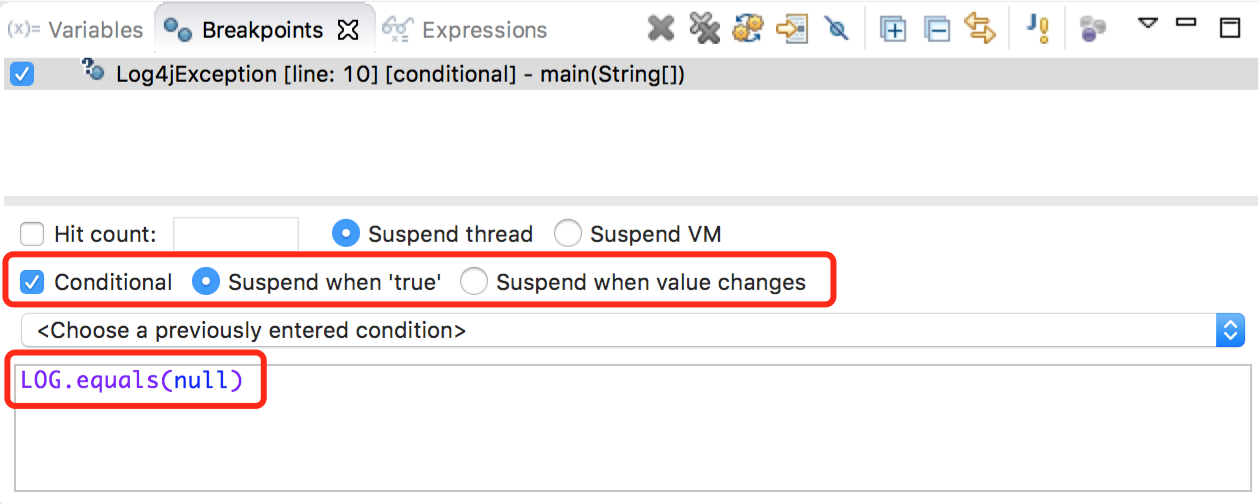 (x)= Variables Breakpoints Expressions
Log4jException [line: 10] [conditional] - main(String[])
Hit count: Suspend thread Suspend VM
Conditional Suspend when 'true' Suspend when value changes
<Choose a previously entered condition>
LOG.equals(null)